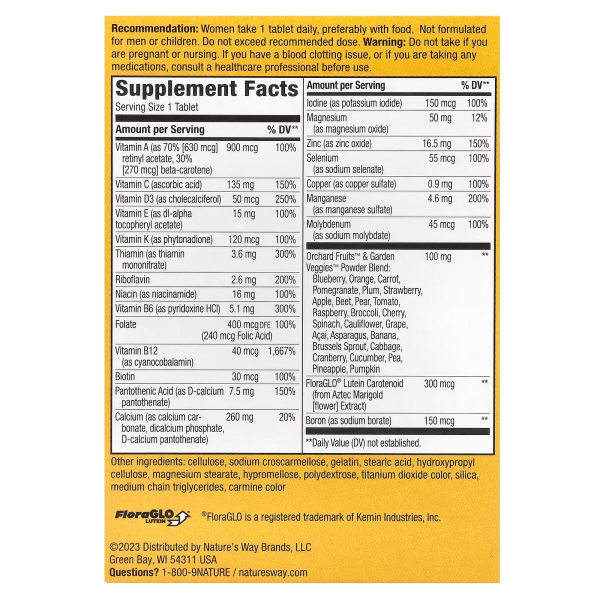 Recommendation: Women take 1 tablet daily, preferably with food. Not formulated
for men or children. Do not exceed recommended dose. Warning: Do not take if you
are pregnant or nursing. If you have a blood clotting issue, or if you are taking any
medications, consult a healthcare professional before use.
Supplement Facts
Serving Size 1 Tablet
Amount per Serving % DV**
Vitamin A (as 70% [630 mcg] 900 mcg 100%
retinyl acetate, 30%
[270 mcg] beta-carotene)
Vitamin C (ascorbic acid) 135 mg 150%
Vitamin D3 (as cholecalciferol) 50 mcg 250%
Vitamin E (as dl-alpha 15 mg 100%
tocopheryl acetate)
Vitamin K (as phytonadione) 120 mcg 100%
Thiamin (as thiamin 3.6 mg 300%
mononitrate)
Riboflavin 2.6 mg 200%
Niacin (as niacinamide) 16 mg 100%
Vitamin B6 (as pyridoxine HCl) 5.1 mg 300%
Folate 400 mcg DFE 100%
(240 mcg Folic Acid)
Vitamin B12 40 mcg 1,667%
(as cyanocobalamin)
Biotin 30 mcg 100%
Pantothenic Acid (as D-calcium 7.5 mg 150%
pantothenate)
Calcium (as calcium car- 260 mg 20%
bonate, dicalcium phosphate,
D-calcium pantothenate)
Amount per Serving % DV**
Iodine (as potassium iodide) 150 mcg 100%
Magnesium 50 mg 12%
(as magnesium oxide)
Zinc (as zinc oxide) 16.5 mg 150%
Selenium 55 mcg 100%
(as sodium selenate)
Copper (as copper sulfate) 0.9 mg 100%
Manganese 4.6 mg 200%
(as manganese sulfate)
Molybdenum 45 mcg 100%
(as sodium molybdate)
Orchard Fruits™ & Garden 100 mg **
Veggies™ Powder Blend:
Blueberry, Orange, Carrot,
Pomegranate, Plum, Strawberry,
Apple, Beet, Pear, Tomato,
Raspberry, Broccoli, Cherry,
Spinach, Cauliflower, Grape,
Açaí, Asparagus, Banana,
Brussels Sprout, Cabbage,
Cranberry, Cucumber, Pea,
Pineapple, Pumpkin
FloraGLO® Lutein Carotenoid 300 mcg **
(from Aztec Marigold
[flower] Extract)
Boron (as sodium borate) 150 mcg **
**Daily Value (DV) not established.
Other ingredients: cellulose, sodium croscarmellose, gelatin, stearic acid, hydroxypropyl
cellulose, magnesium stearate, hypromellose, polydextrose, titanium dioxide color, silica,
medium chain triglycerides, carmine color
FloraGLO
LUTEIN
®FloraGLO is a registered trademark of Kemin Industries, Inc.
©2023 Distributed by Nature's Way Brands, LLC
Green Bay, WI 54311 USA
Questions? 1-800-9NATURE / naturesway.com